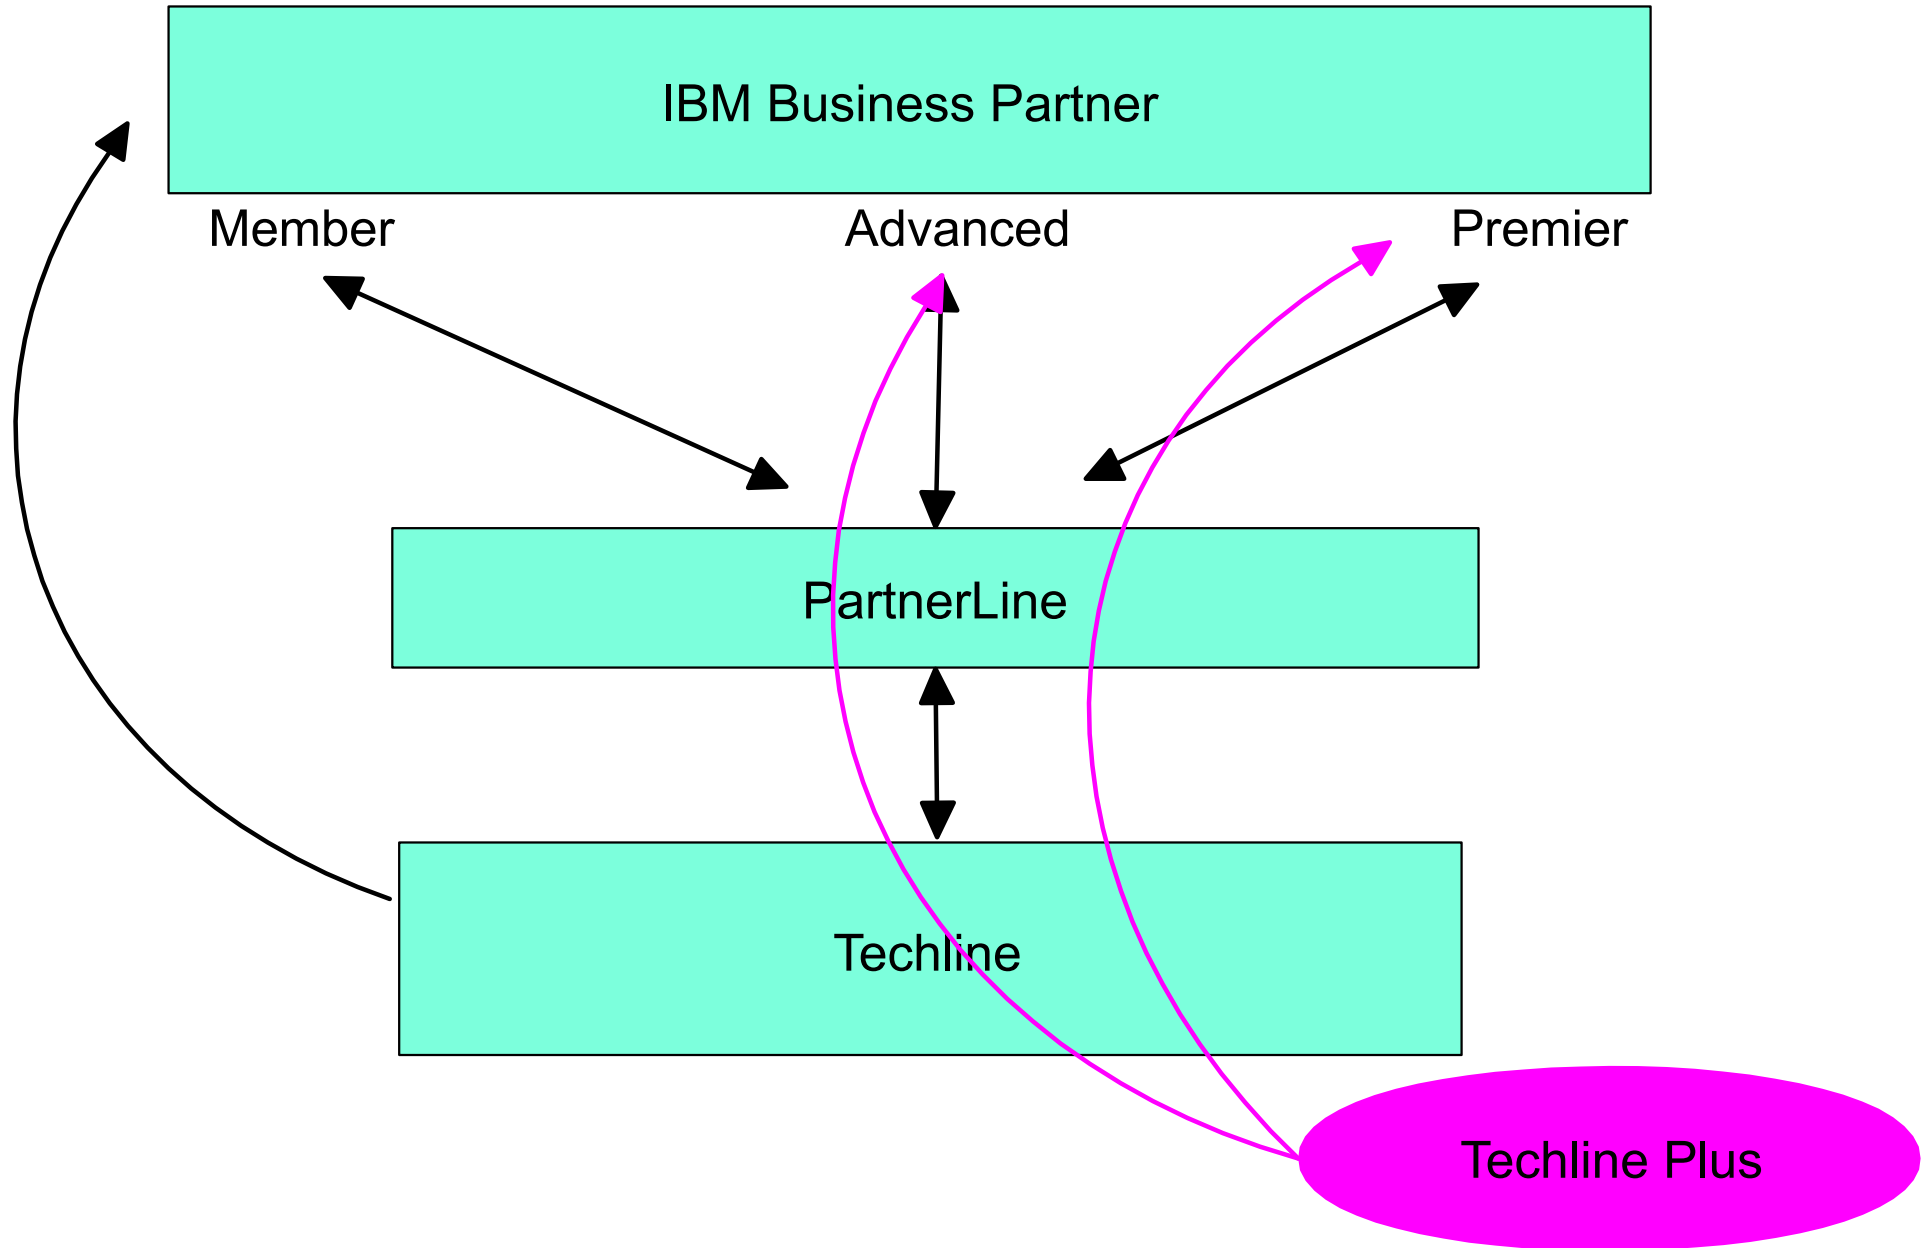 IBM Business Partner
Member
Advanced
Premier
PartnerLine
Techline
Techline Plus